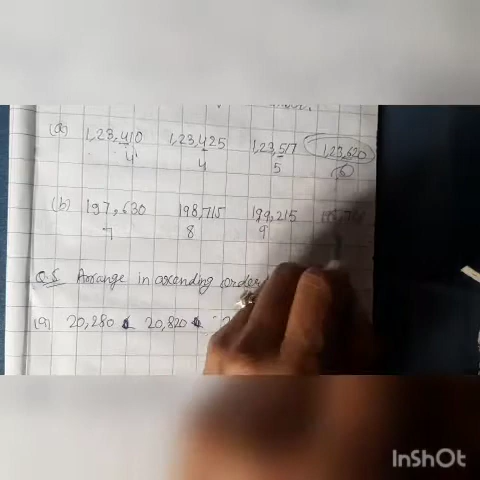 (a) 1,23,410 1,23,425 1,23,517 1,23,620
4 4 5 6
(b) 197,630 198,715 199,215
7 8 9
Q.5 Arrange in ascending order
(a) 20,280 20,820
InShOt